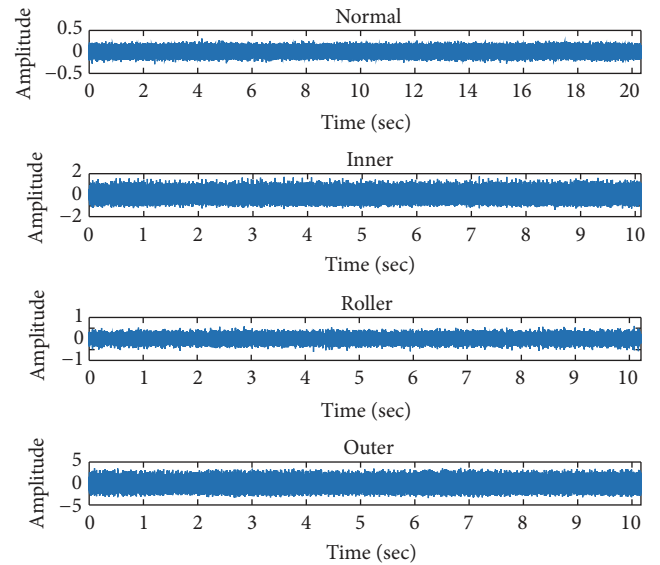 Normal
Amplitude
0.5
0
−0.5
0 2 4 6 8 10 12 14 16 18 20
Time (sec)
Inner
Amplitude
2
0
−2
0 1 2 3 4 5 6 7 8 9 10
Time (sec)
Roller
Amplitude
1
0
−1
0 1 2 3 4 5 6 7 8 9 10
Time (sec)
Outer
Amplitude
5
0
−5
0 1 2 3 4 5 6 7 8 9 10
Time (sec)